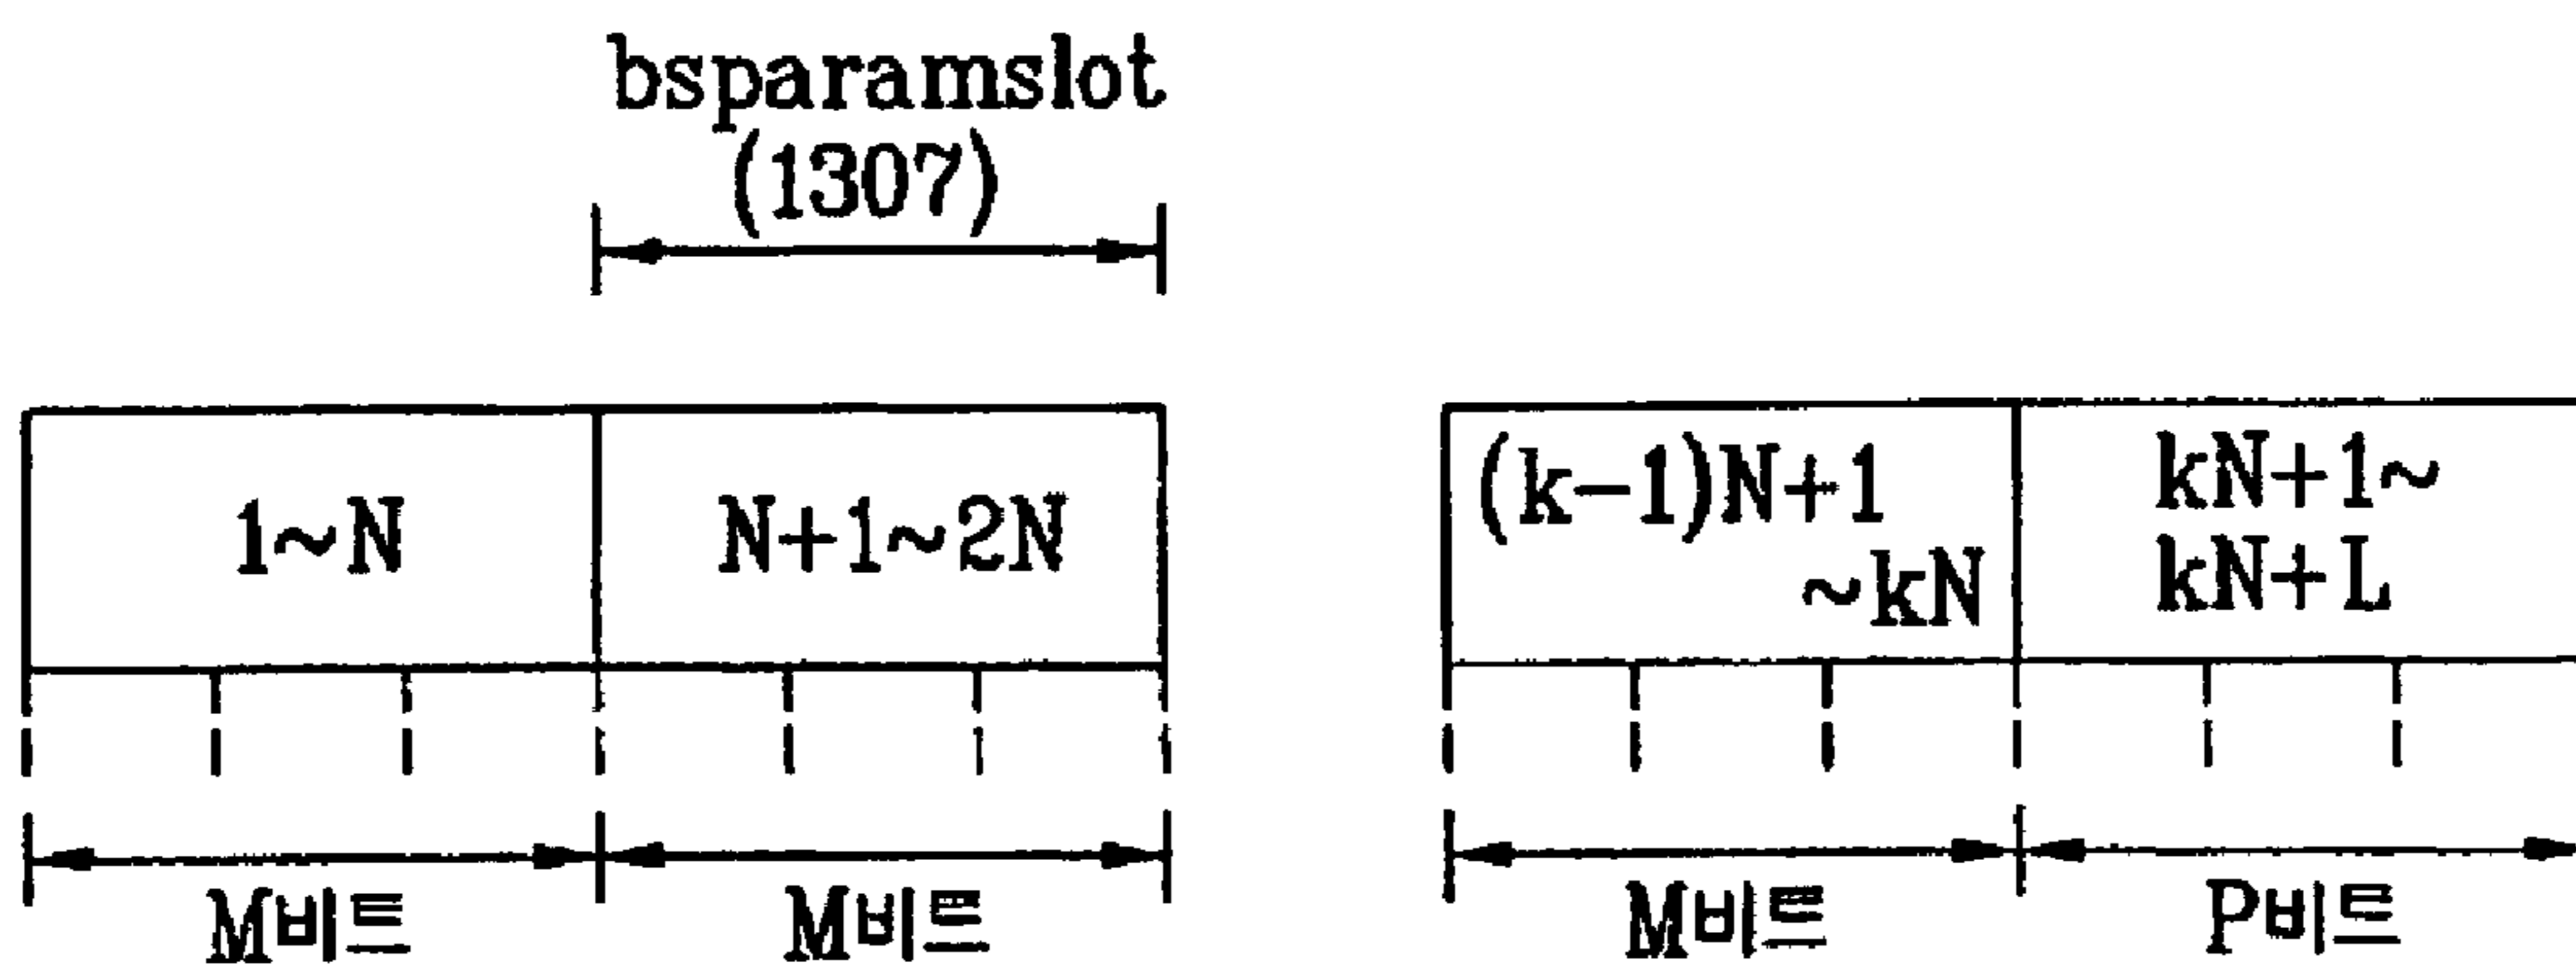 bsparamslot
(1307)
1~N
N+1~2N
(k-1)N+1
~kN
kN+1~
kN+L
M비트
M비트
M비트
P비트